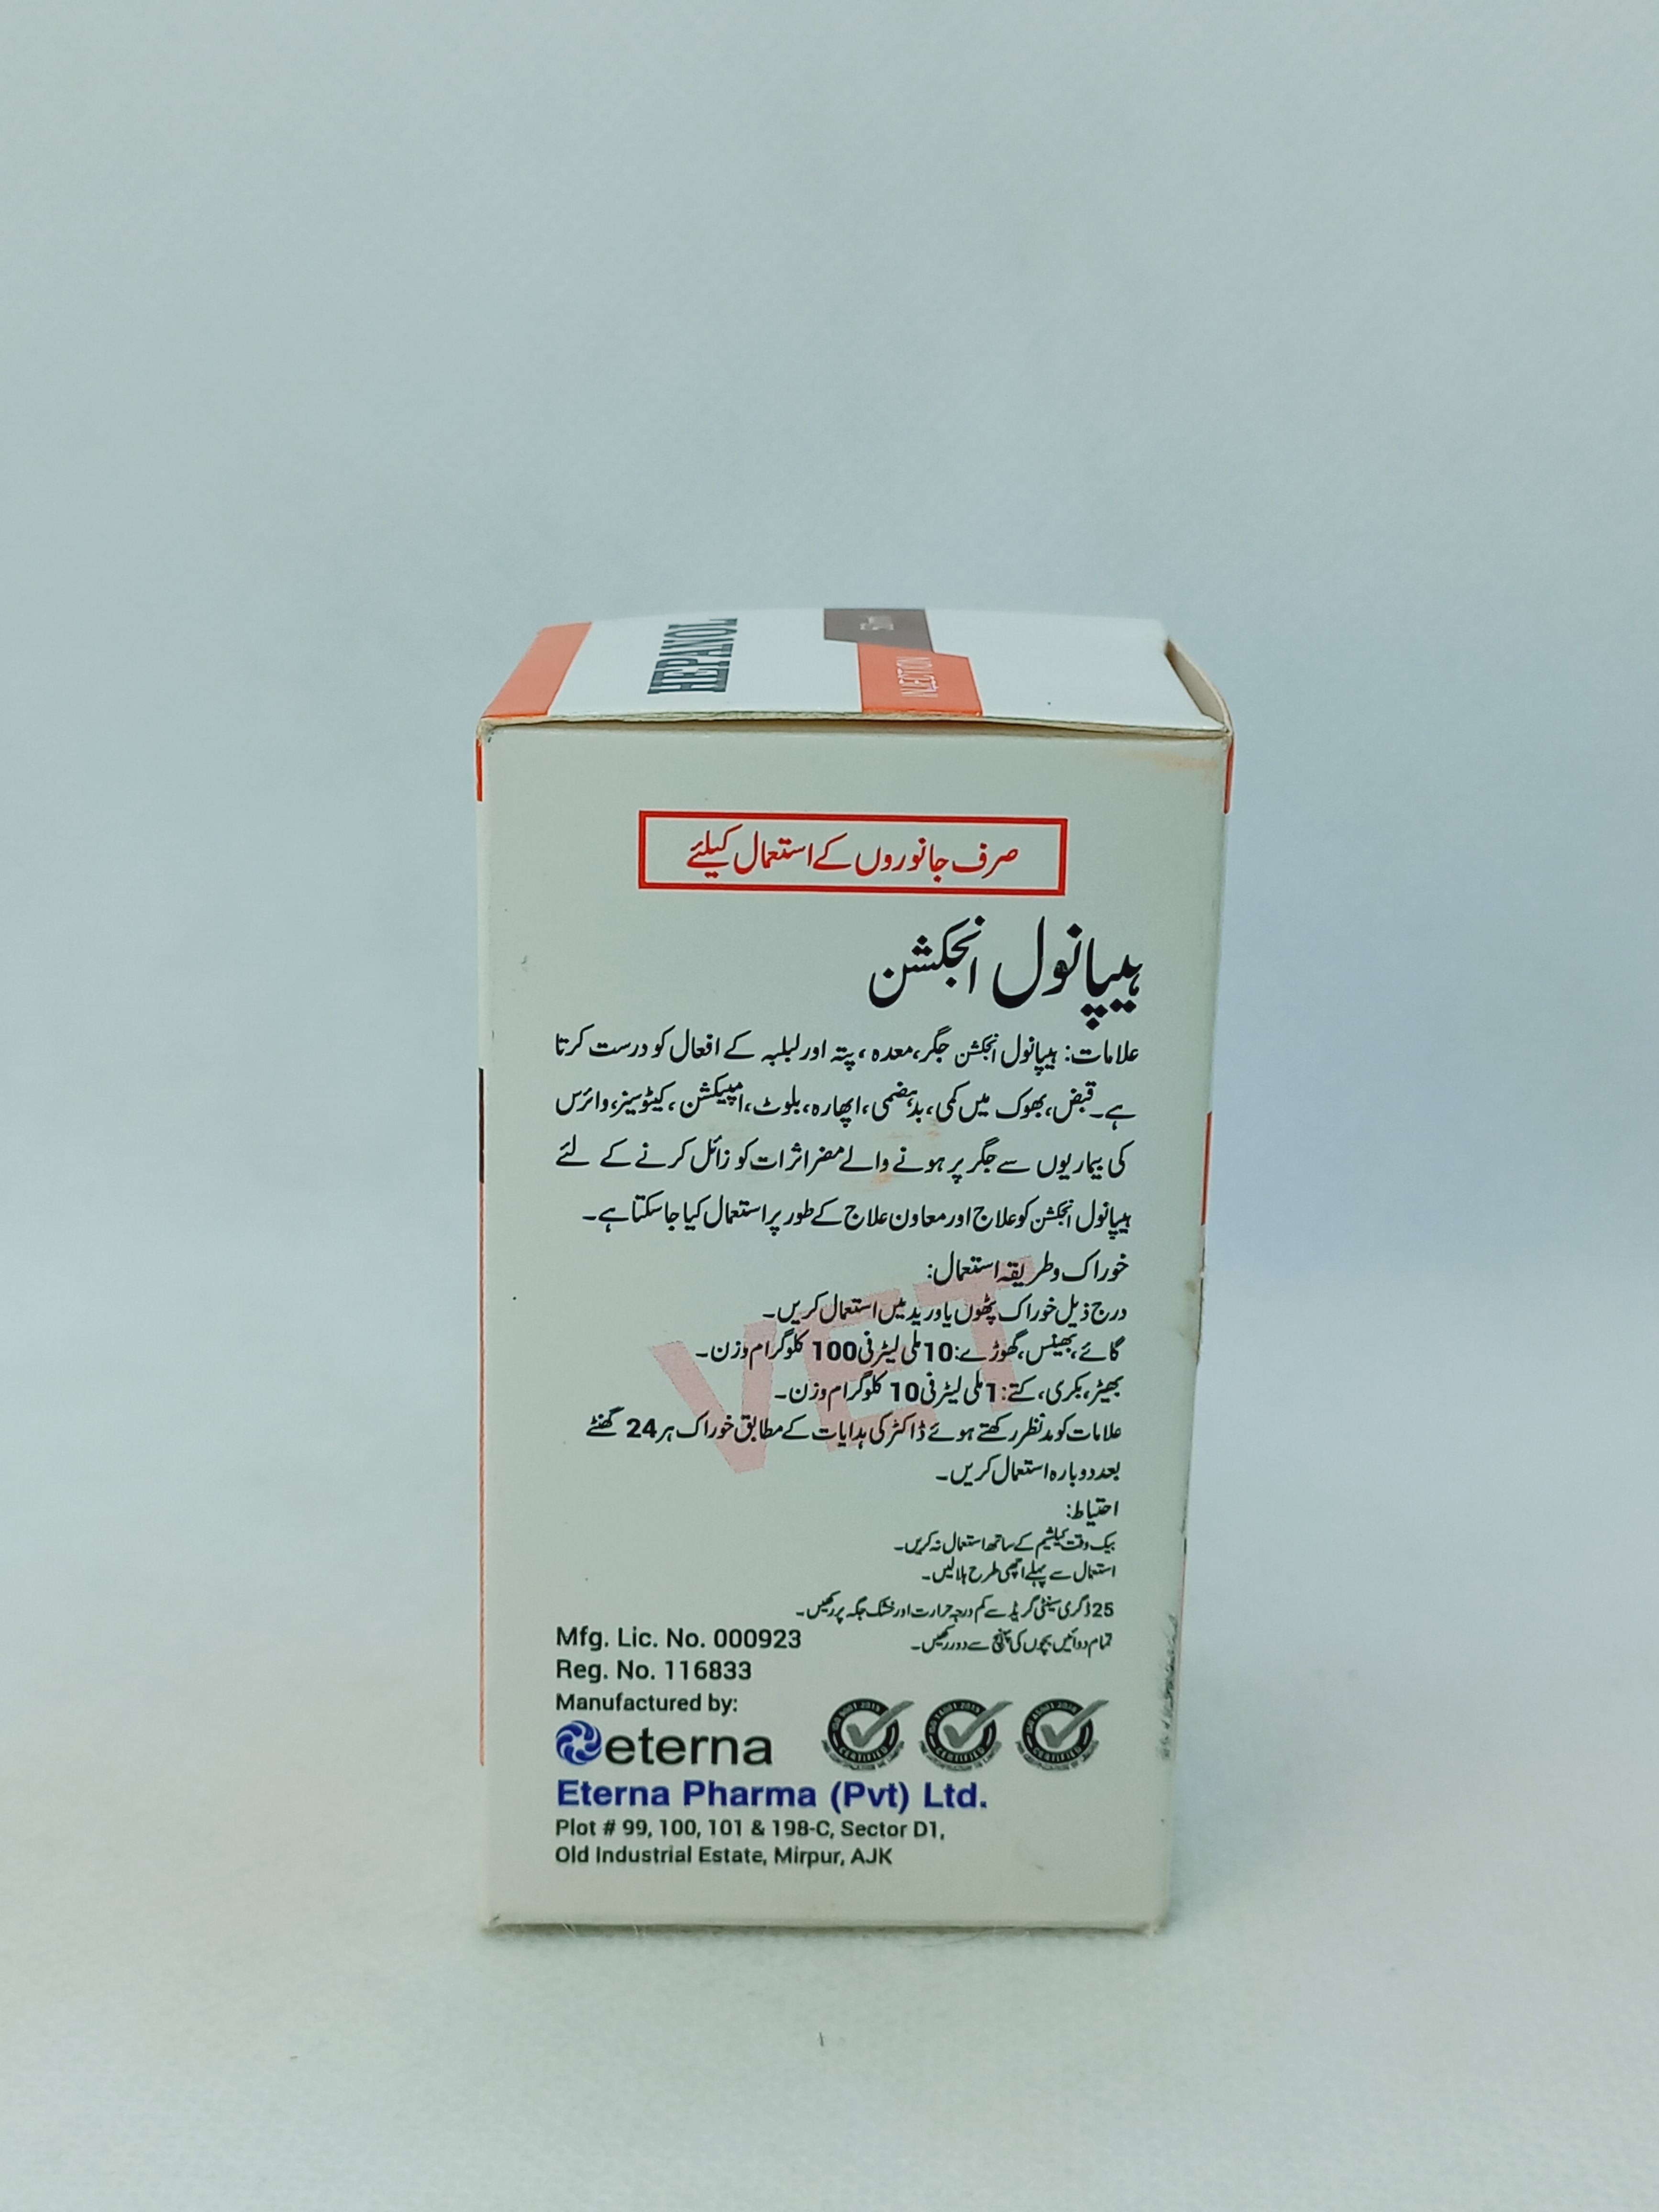 HEPANOL
INJECTION
صرف جانوروں کے استعمال کیلئے
ہیپانول انجکشن
علامات: ہیپانول انجکشن جگر، معدہ، پتہ اور لبلبہ کے افعال کو درست کرتا
ہے۔ قبض، بھوک میں کمی، بدہضمی، اپھارہ، بلوٹ، امپیکشن، کیٹوسیز، وائرس
کی بیماریوں سے جگر پر ہونے والے مضر اثرات کو زائل کرنے کے لئے
ہیپانول انجکشن کو علاج اور معاون علاج کے طور پر استعمال کیا جا سکتا ہے۔
خوراک و طریقہ استعمال:
درج ذیل خوراک پٹھوں یا ورید میں استعمال کریں۔
گائے، بھینس، گھوڑے: 10 ملی لیٹر فی 100 کلوگرام وزن۔
بھیڑ، بکری، کتے: 1 ملی لیٹر فی 10 کلوگرام وزن۔
علامات کو مدنظر رکھتے ہوئے ڈاکٹر کی ہدایات کے مطابق خوراک ہر 24 گھنٹے
بعد دوبارہ استعمال کریں۔
VET
احتیاط:
بیک وقت کیلشیم کے ساتھ استعمال نہ کریں۔
استعمال سے پہلے اچھی طرح ہلا لیں۔
25 ڈگری سینٹی گریڈ سے کم درجہ حرارت اور خشک جگہ پر رکھیں۔
تمام دوائیں بچوں کی پہنچ سے دور رکھیں۔
Mfg. Lic. No. 000923
Reg. No. 116833
Manufactured by:
eterna
CERTIFIED CERTIFIED CERTIFIED
Eterna Pharma (Pvt) Ltd.
Plot # 99, 100, 101 & 198-C, Sector D1,
Old Industrial Estate, Mirpur, AJK